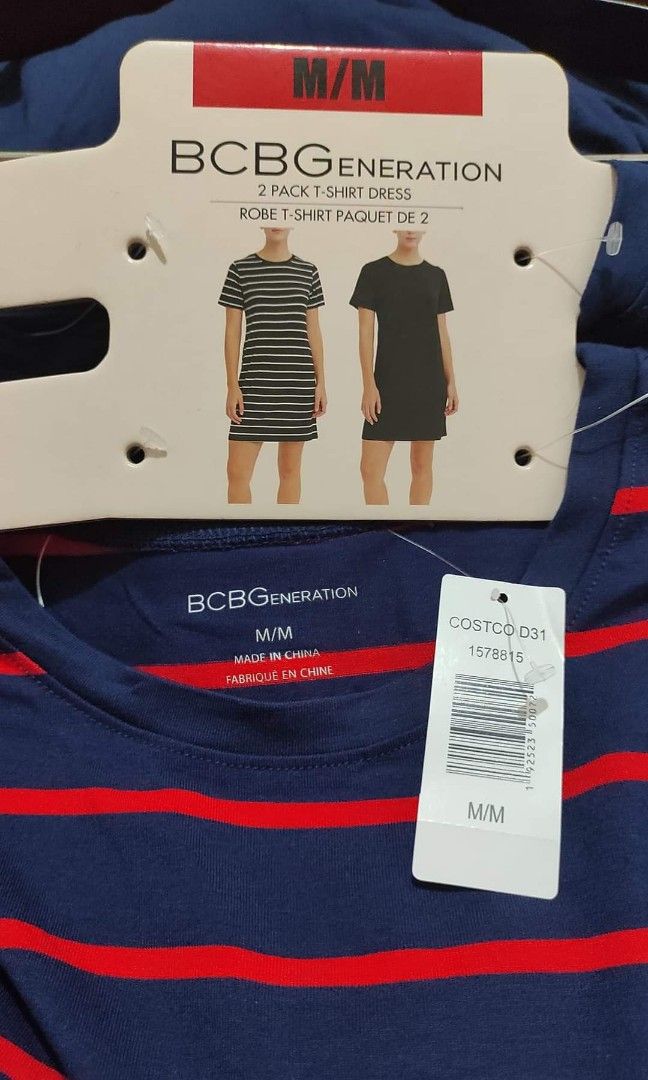 M/M
BCBGENERATION
2 PACK T-SHIRT DRESS
ROBE T-SHIRT PAQUET DE 2
BCBGENERATION
M/M
MADE IN CHINA
FABRIQUÉ EN CHINE
COSTCO D31
1578815
M/M